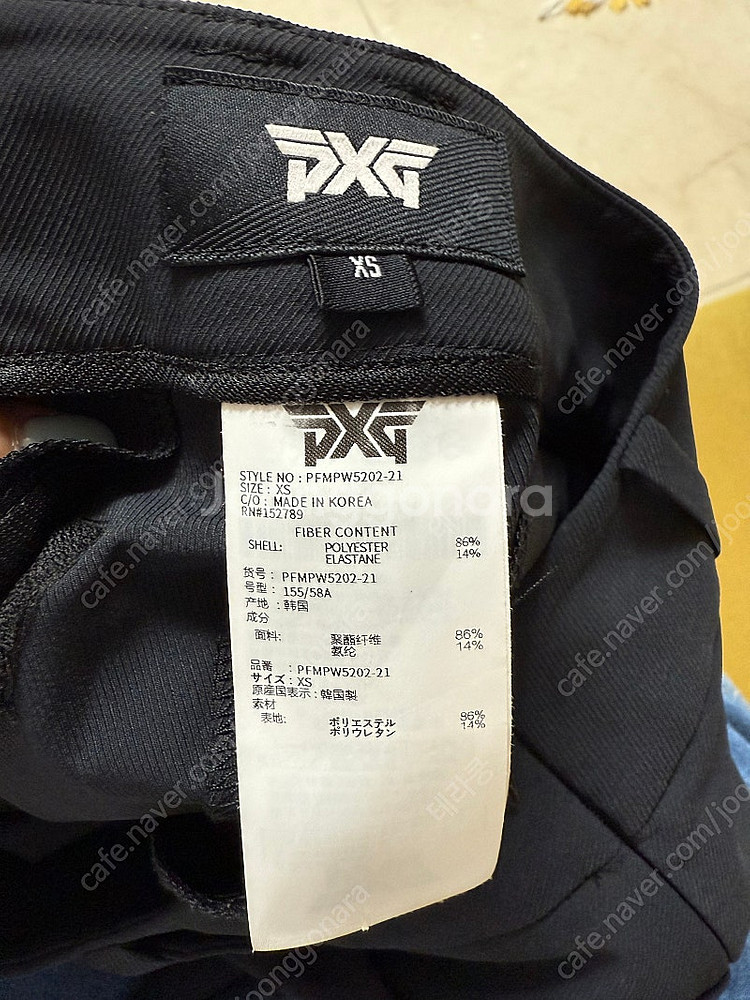 PXG
XS
PXG
STYLE NO : PFMPW5202-21
SIZE : XS
C/O : MADE IN KOREA
RN#152789
FIBER CONTENT
SHELL: POLYESTER 86%
ELASTANE 14%
货号 : PFMPW5202-21
号型 : 155/58A
产地 : 韩国
成分
面料: 聚酯纤维 86%
氨纶 14%
品番 : PFMPW5202-21
サイズ : XS
原産国表示 : 韓国製
素材
表地: ポリエステル 86%
ポリウレタン 14%
joonggonara
테라쿵
cafe.naver.com/joonggonara